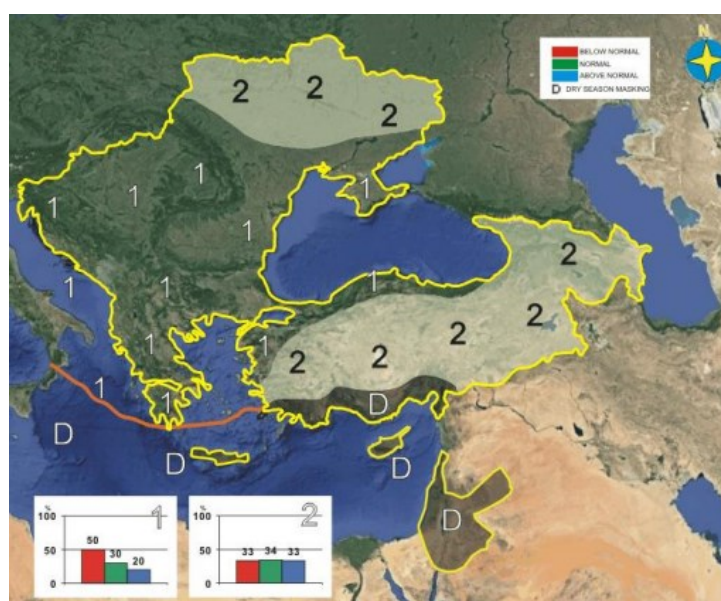 N
BELOW NORMAL
NORMAL
ABOVE NORMAL
D DRY SEASON MASKING
2 2 2
1 1 1 1
1
1 1
1
2
1 1 2 2 2 2
1 1 D
D D D
D
% 1
100
50
0
50 30 20
% 2
100
50
0
33 34 33